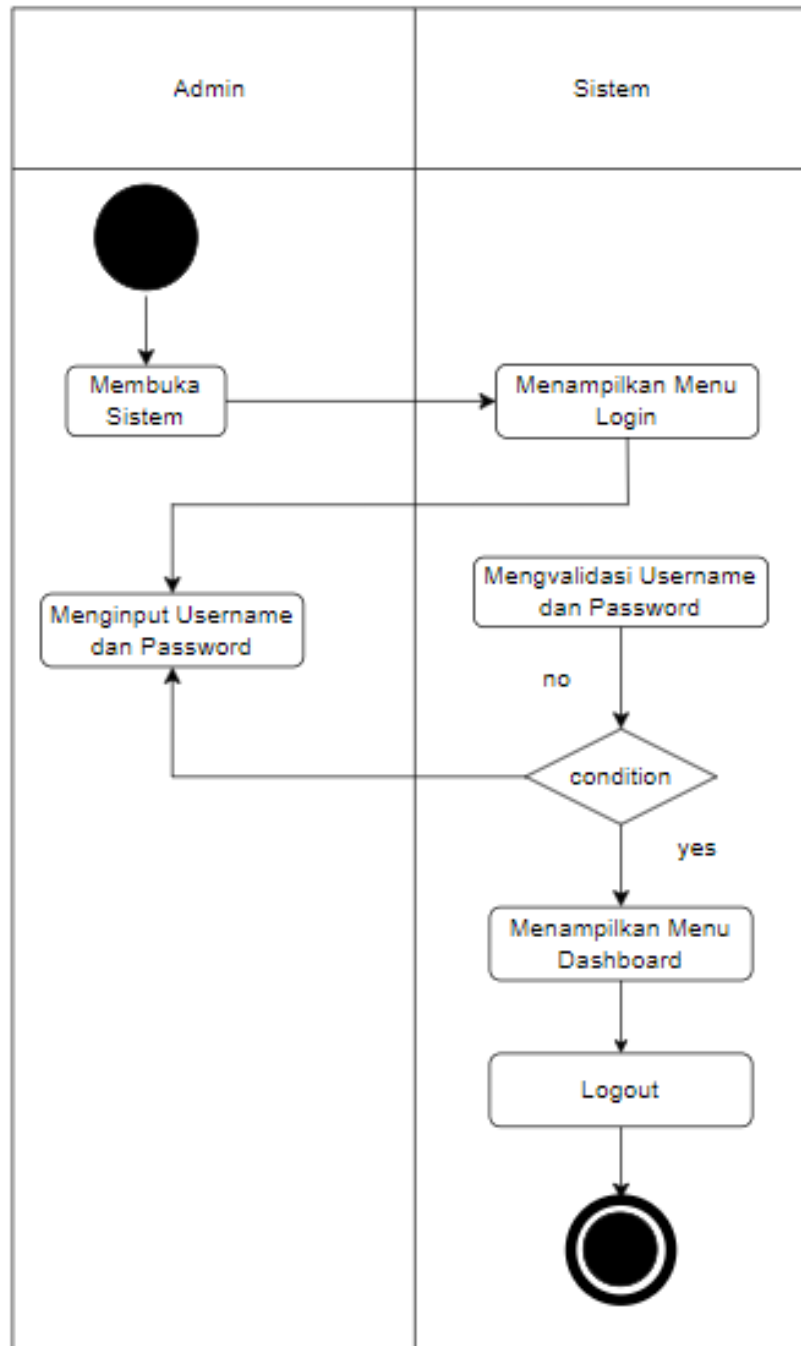 Admin
Sistem
Membuka
Sistem
Menampilkan Menu
Login
Menginput Username
dan Password
Mengvalidasi Username
dan Password
no
condition
yes
Menampilkan Menu
Dashboard
Logout